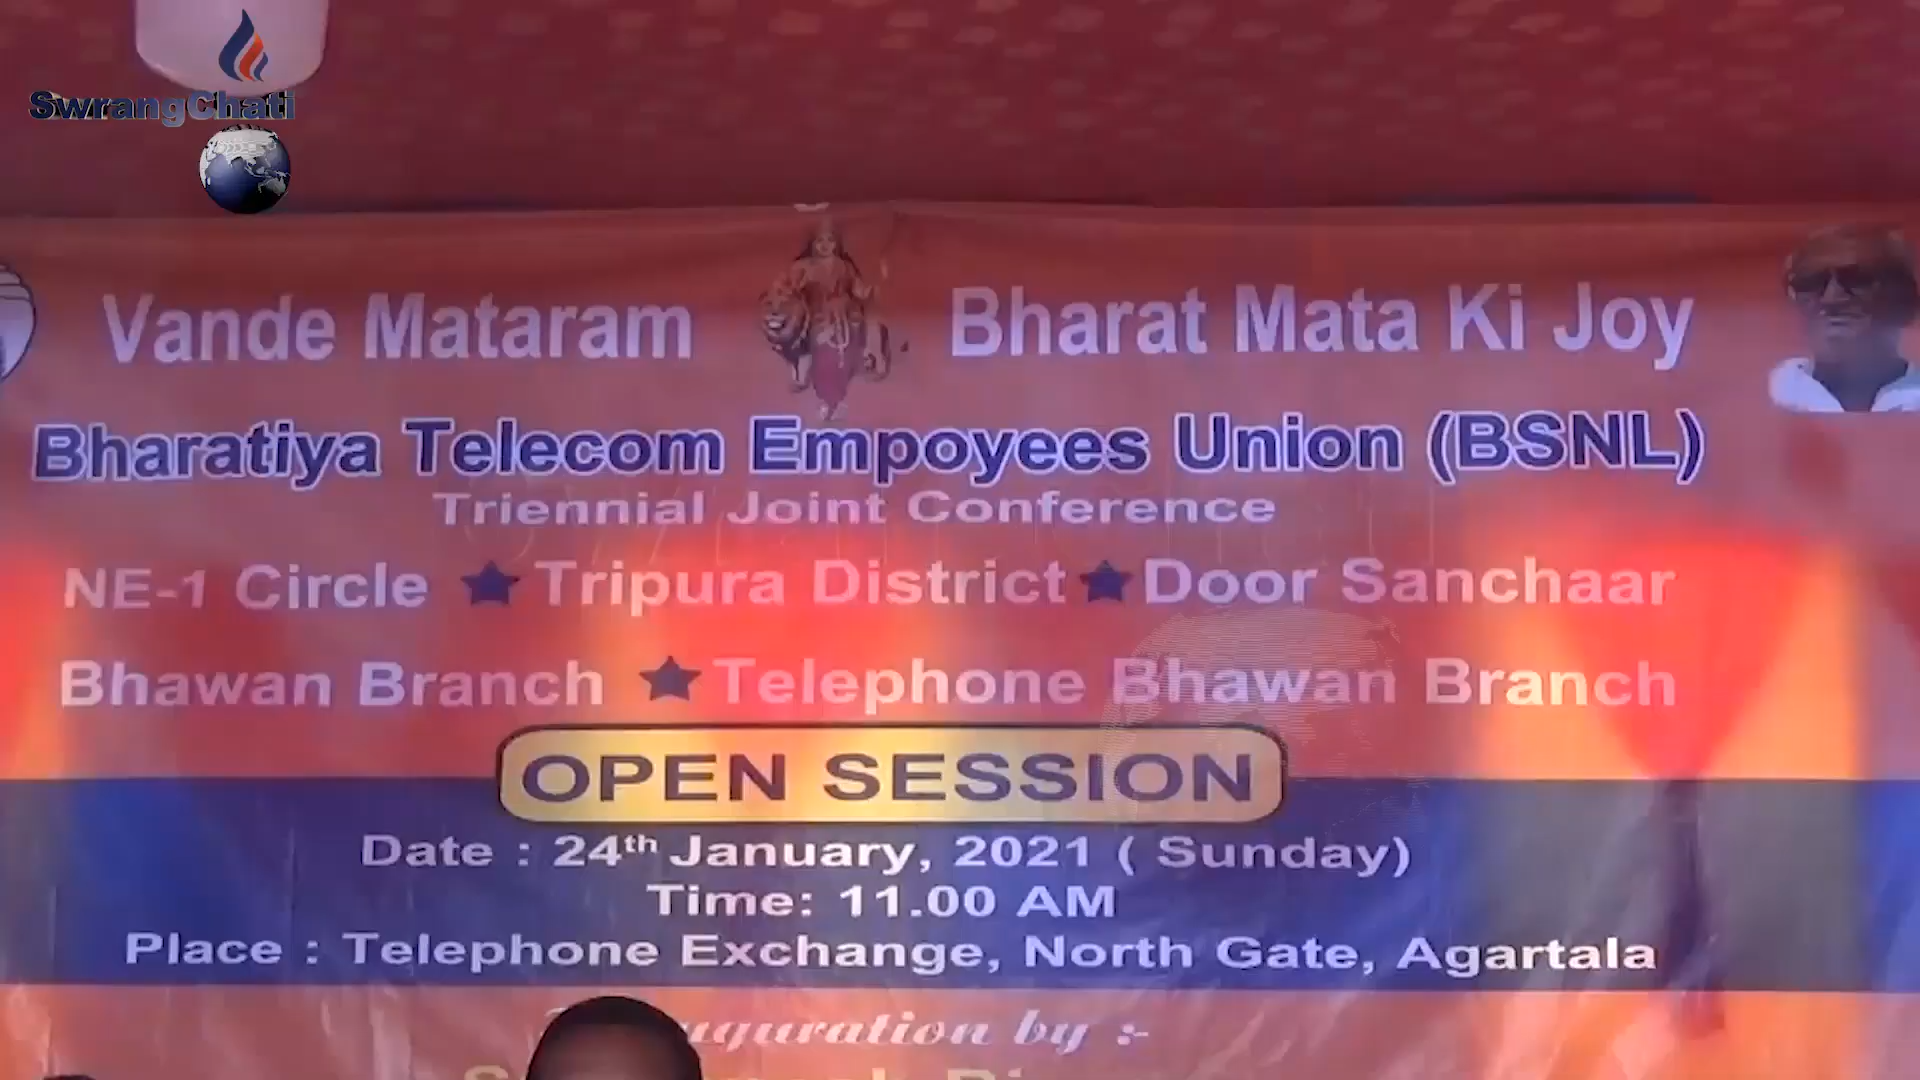 SwrangChati
Vande Mataram Bharat Mata Ki Joy
Bharatiya Telecom Empoyees Union (BSNL)
Triennial Joint Conference
NE-1 Circle ★ Tripura District ★ Door Sanchaar
Bhawan Branch ★ Telephone Bhawan Branch
OPEN SESSION
Date : 24th January, 2021 ( Sunday)
Time: 11.00 AM
Place : Telephone Exchange, North Gate, Agartala
by :-